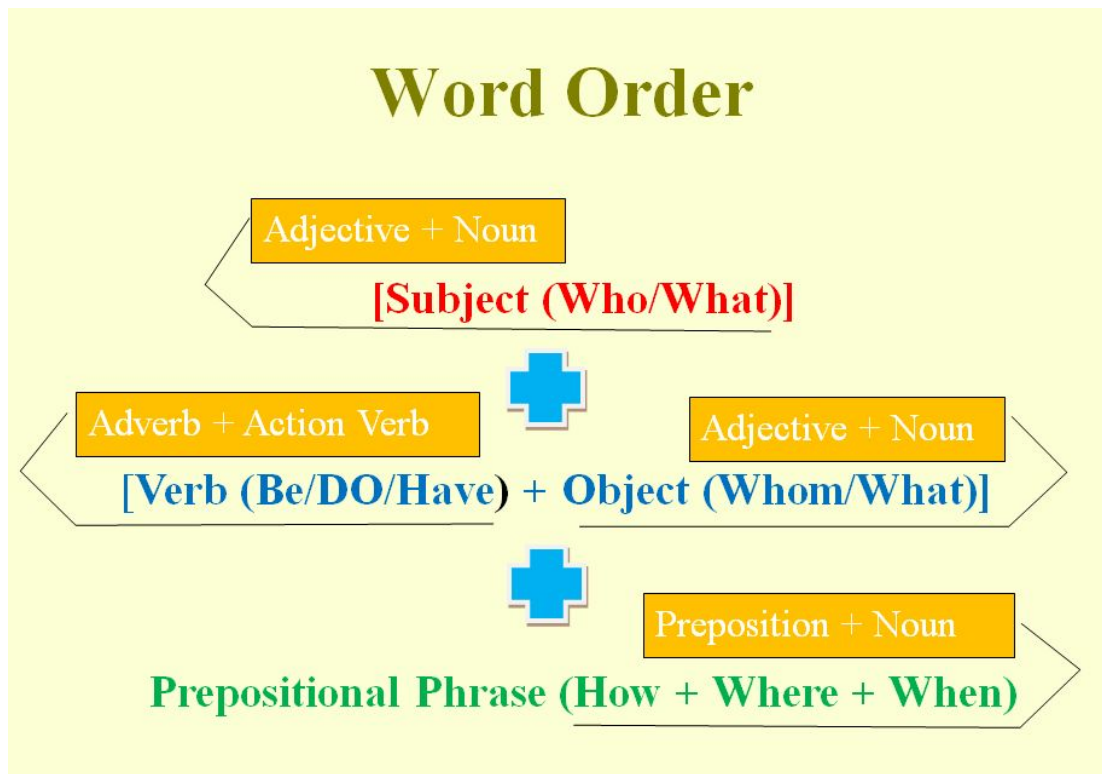 Word Order
Adjective + Noun
[Subject (Who/What)]
Adverb + Action Verb
Adjective + Noun
[Verb (Be/DO/Have) + Object (Whom/What)]
Preposition + Noun
Prepositional Phrase (How + Where + When)